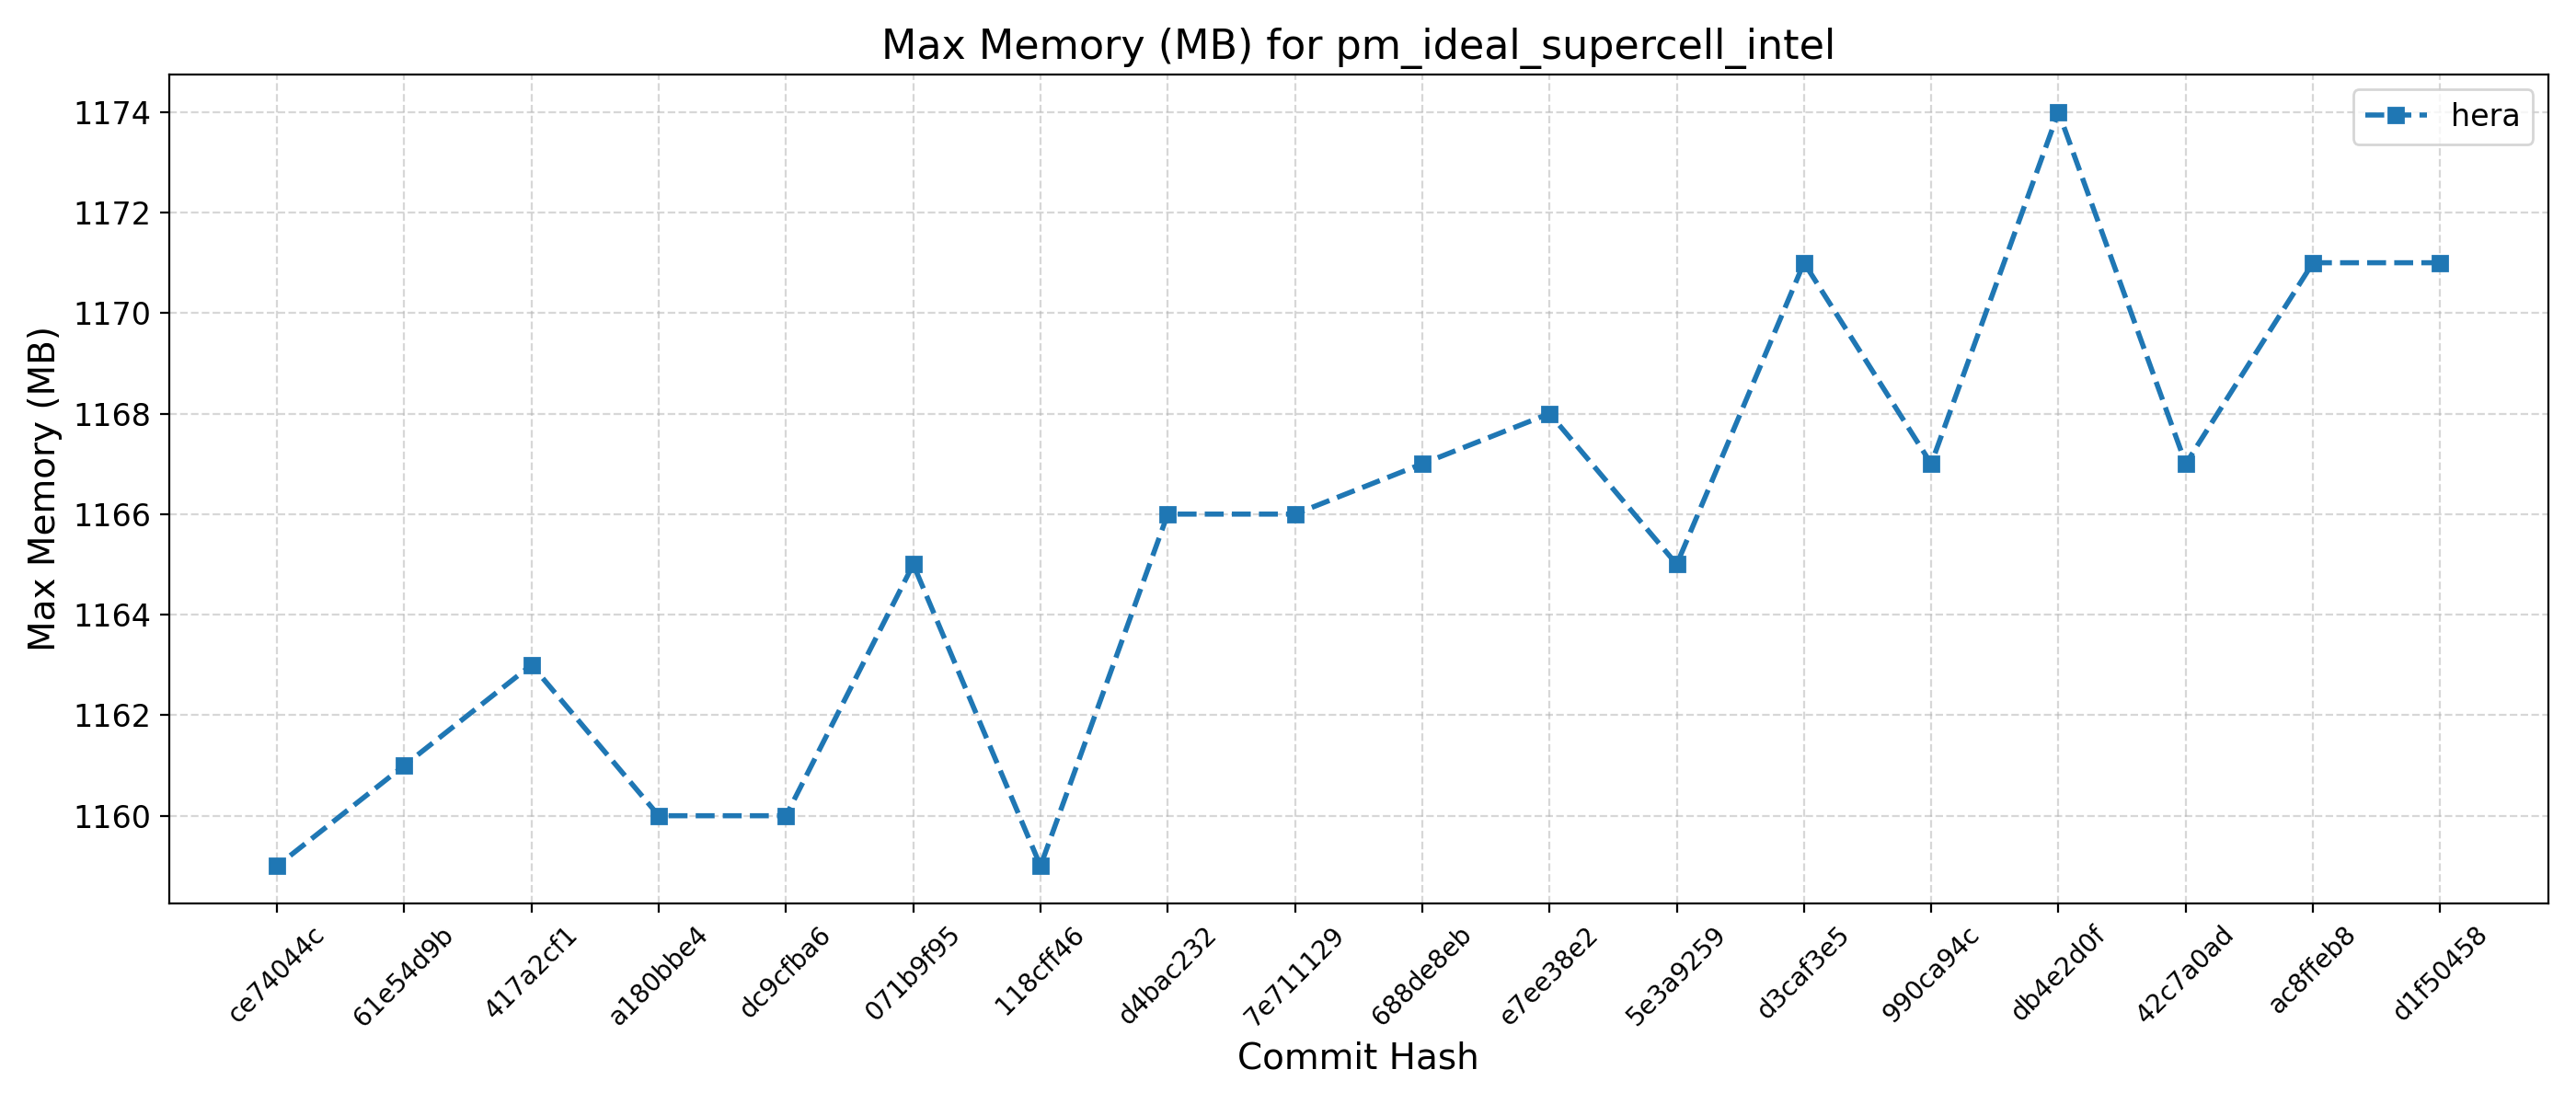 Max Memory (MB) for pm_ideal_supercell_intel
hera
Max Memory (MB)
1174
1172
1170
1168
1166
1164
1162
1160
ce74044c
61e54d9b
417a2cf1
a180bbe4
dc9cfba6
071b9f95
118cff46
d4bac232
7e711129
688de8eb
e7ee38e2
5e3a9259
d3caf3e5
990ca94c
db4e2d0f
42c7a0ad
ac8ffeb8
d1f50458
Commit Hash